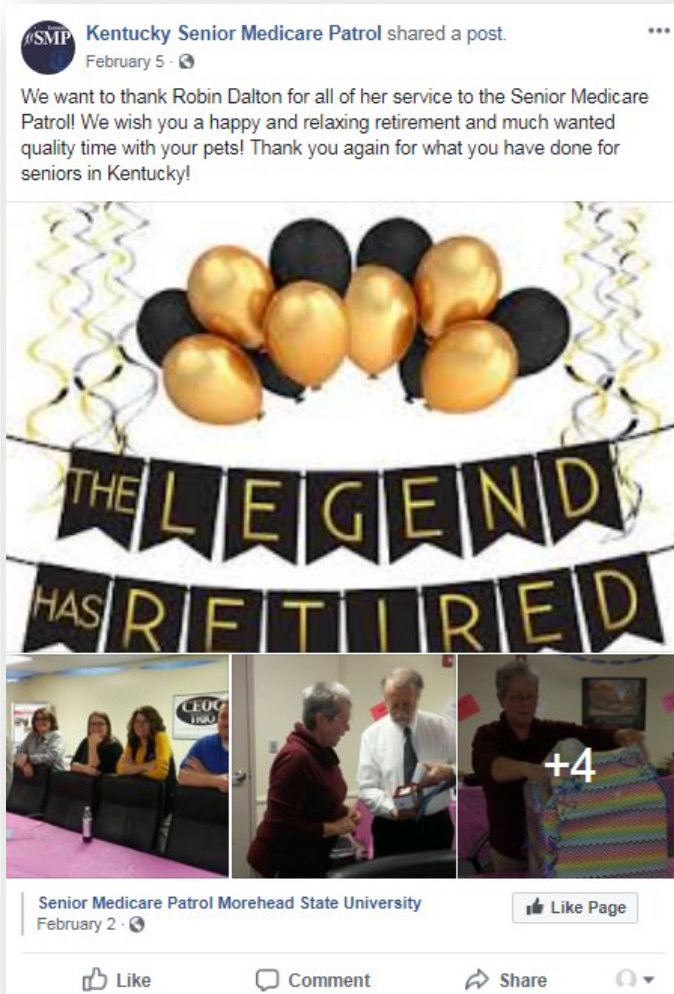 SMP
Kentucky Senior Medicare Patrol shared a post.
February 5 ·
We want to thank Robin Dalton for all of her service to the Senior Medicare
Patrol! We wish you a happy and relaxing retirement and much wanted
quality time with your pets! Thank you again for what you have done for
seniors in Kentucky!
THE LEGEND
HAS RETIRED
CEOC
TRIO
+4
Senior Medicare Patrol Morehead State University
February 2 ·
Like Page
Like
Comment
Share